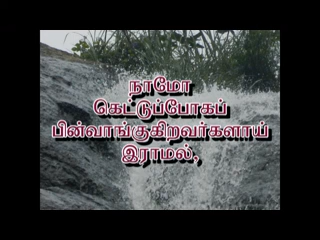 நாமோ
கெட்டுப்போகப்
பின்வாங்குகிறவர்களாய்
இராமல்,